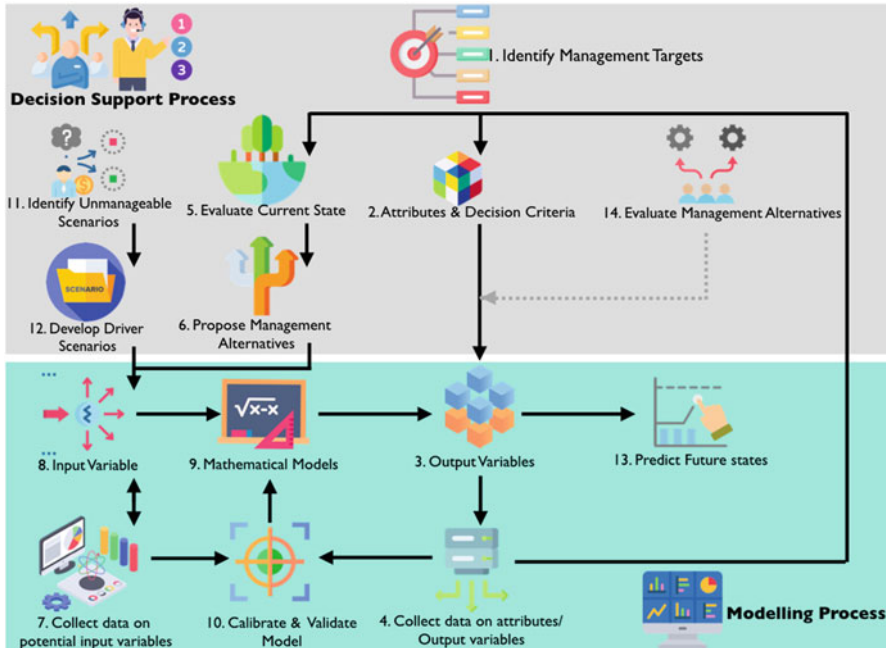 1
2
3
1. Identify Management Targets
Decision Support Process
?
$
11. Identify Unmanageable
Scenarios
5. Evaluate Current State
2. Attributes & Decision Criteria
14. Evaluate Management Alternatives
SCENARIO
12. Develop Driver
Scenarios
6. Propose Management
Alternatives
...
√x-x
...
8. Input Variable
9. Mathematical Models
3. Output Variables
13. Predict Future states
7. Collect data on
potential input variables
10. Calibrate & Validate
Model
4. Collect data on attributes/
Output variables
Modelling Process